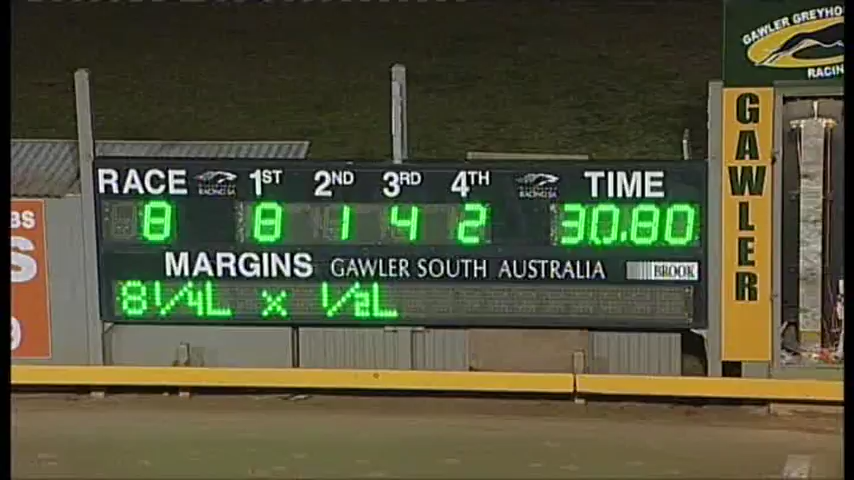 GAWLER GREYHO
RACIN
RACE 1ST 2ND 3RD 4TH TIME
8 8 1 4 2 30.80
MARGINS GAWLER SOUTH AUSTRALIA BROOK
8 1/4L x 1/2L
GAWLER
BS
S
9